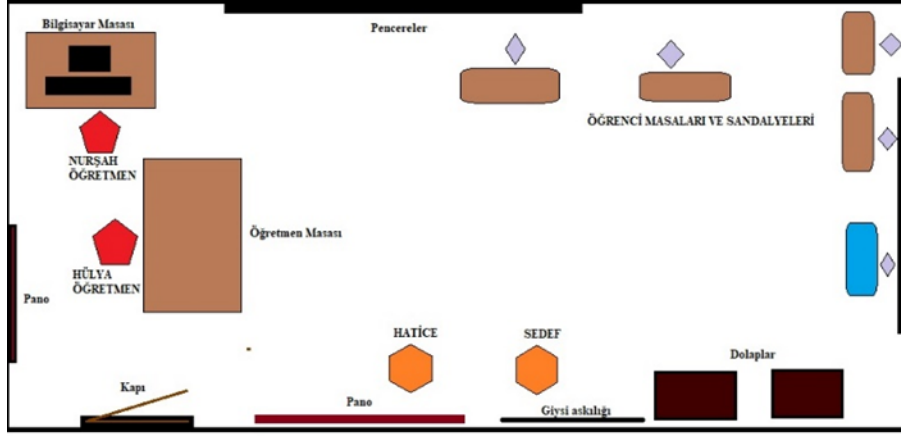 Bilgisayar Masası
Pencereler
ÖĞRENCİ MASALARI VE SANDALYELERİ
NURŞAH
ÖĞRETMEN
Öğretmen Masası
HÜLYA
ÖĞRETMEN
Pano
HATİCE
SEDEF
Dolaplar
Kapı
Pano
Giysi askılığı